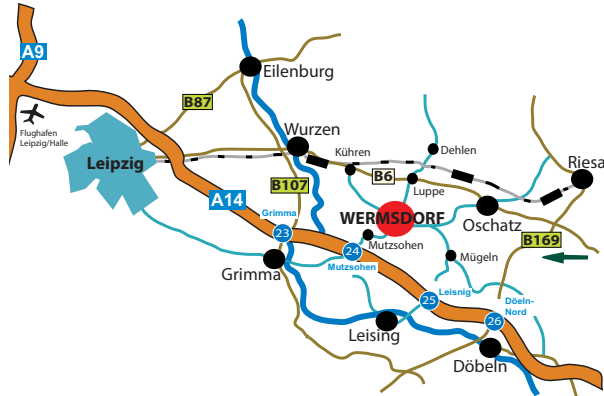 A9
Eilenburg
B87
Flughafen
Leipzig/Halle
Wurzen
Kühren
Dehlen
Leipzig
B6
Riesa
B107
Luppe
A14
Grimma
WERMSDORF
Oschatz
23
Mutzsohen
B169
24
Grimma
Mutzsohen
Mügeln
Leisnig
25
Döeln-
Nord
26
Leising
Döbeln